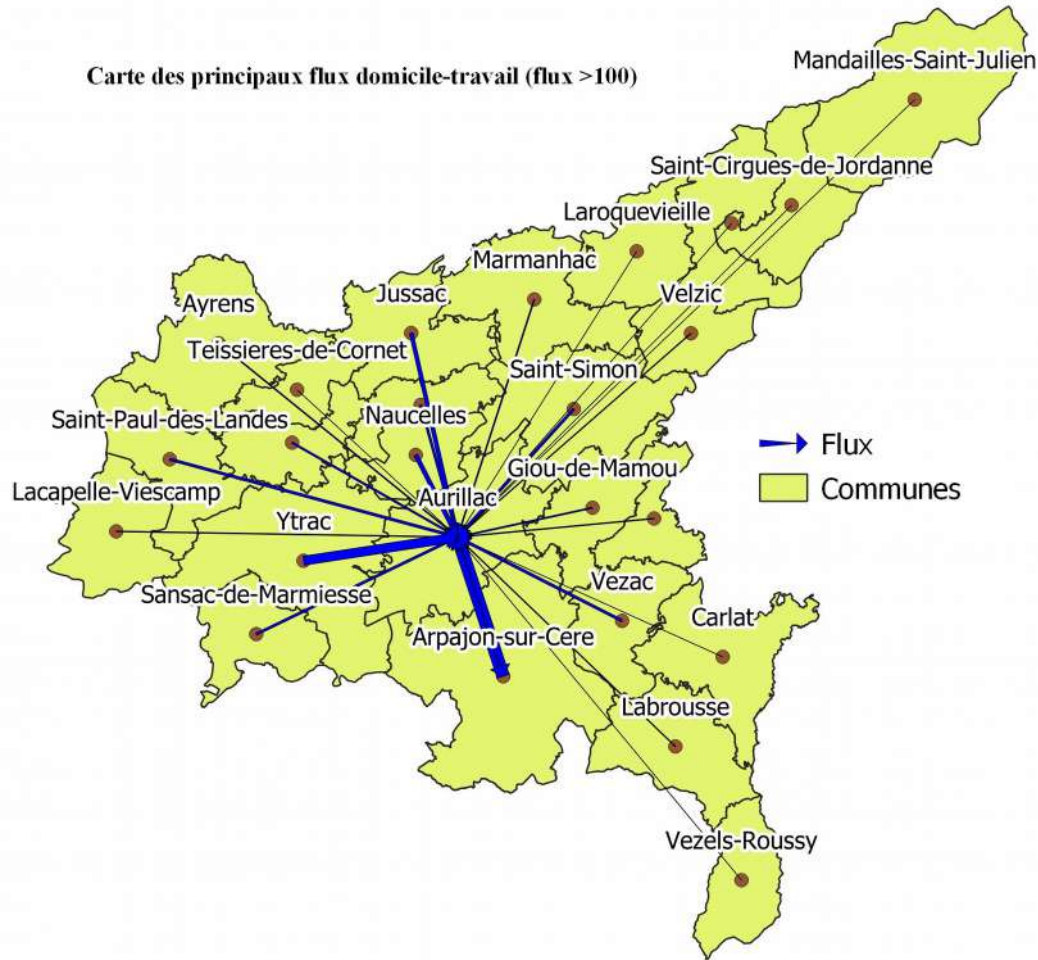 Carte des principaux flux domicile-travail (flux >100)
Mandailles-Saint-Julien
Saint-Cirgues-de-Jordanne
Laroquevieille
Marmanhac
Jussac
Velzic
Ayrens
Teissieres-de-Cornet
Saint-Simon
Saint-Paul-des-Landes
Naucelles
Flux
Giou-de-Mamou
Lacapelle-Viescamp
Aurillac
Communes
Ytrac
Vezac
Sansac-de-Marmiesse
Carlat
Arpajon-sur-Cere
Labrousse
Vezels-Roussy